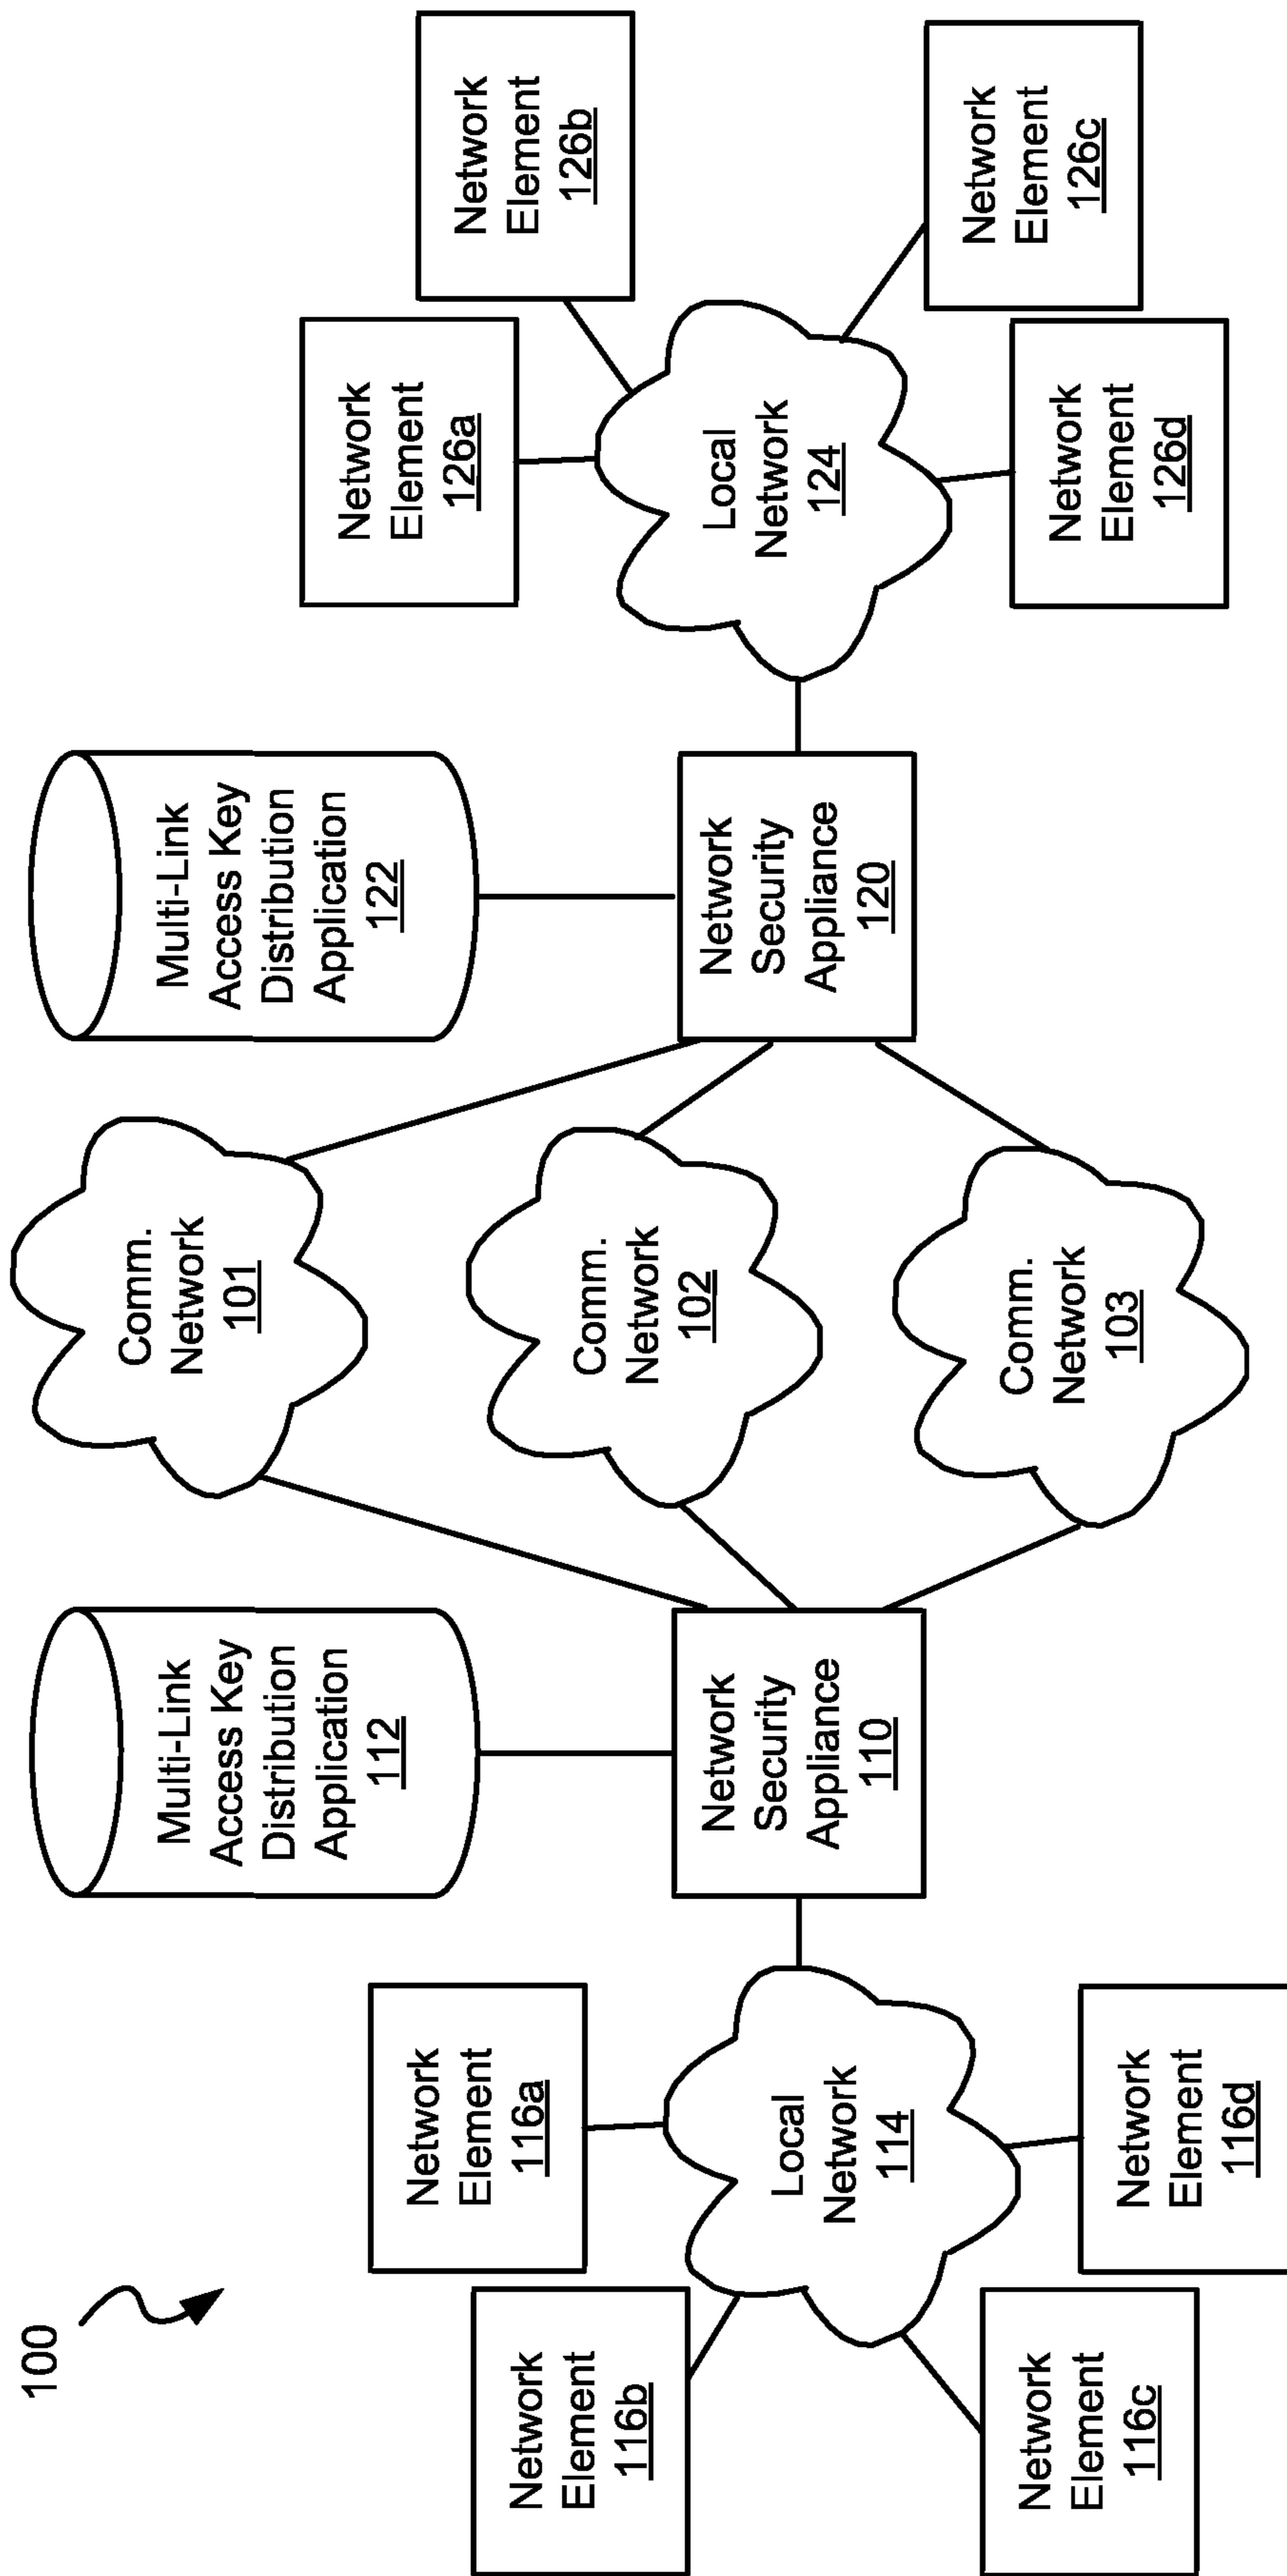 100
Network
Element
116a
Network
Element
116b
Network
Element
116c
Network
Element
116d
Local
Network
114
Multi-Link
Access Key
Distribution
Application
112
Network
Security
Appliance
110
Comm.
Network
101
Comm.
Network
102
Comm.
Network
103
Multi-Link
Access Key
Distribution
Application
122
Network
Security
Appliance
120
Local
Network
124
Network
Element
126a
Network
Element
126b
Network
Element
126c
Network
Element
126d